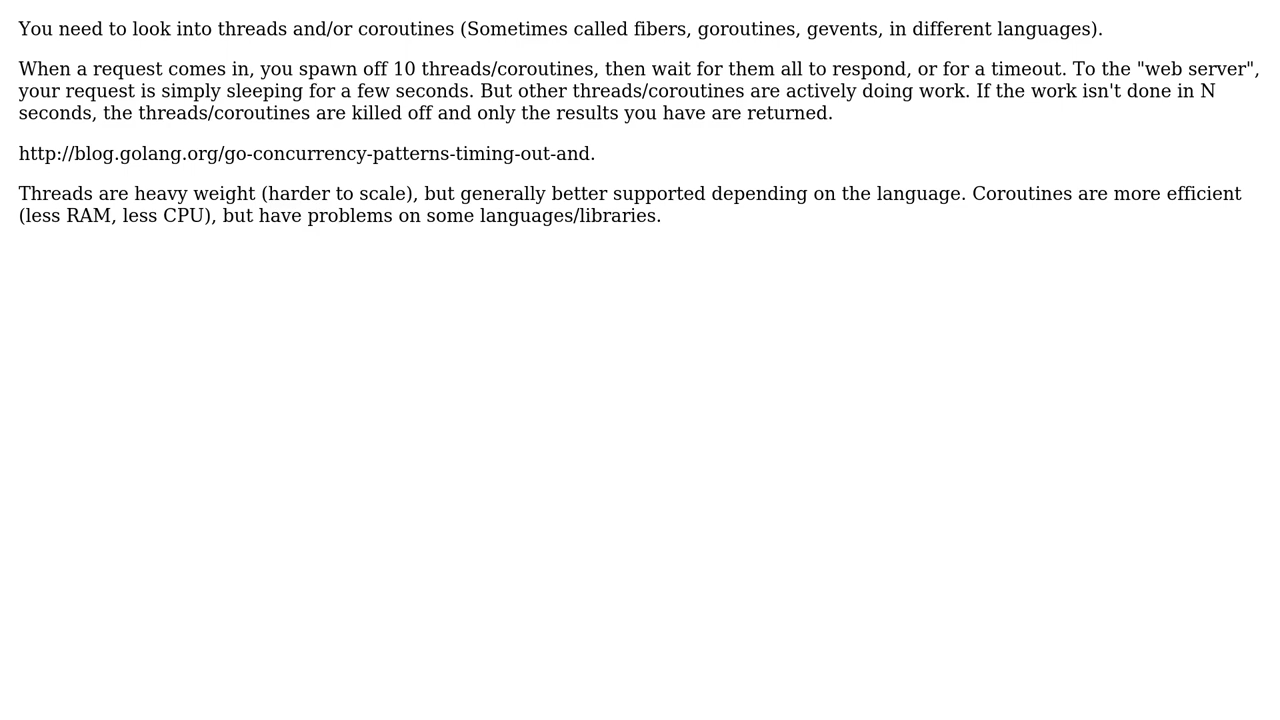 You need to look into threads and/or coroutines (Sometimes called fibers, goroutines, gevents, in different languages).
When a request comes in, you spawn off 10 threads/coroutines, then wait for them all to respond, or for a timeout. To the "web server",
your request is simply sleeping for a few seconds. But other threads/coroutines are actively doing work. If the work isn't done in N
seconds, the threads/coroutines are killed off and only the results you have are returned.
http://blog.golang.org/go-concurrency-patterns-timing-out-and.
Threads are heavy weight (harder to scale), but generally better supported depending on the language. Coroutines are more efficient
(less RAM, less CPU), but have problems on some languages/libraries.